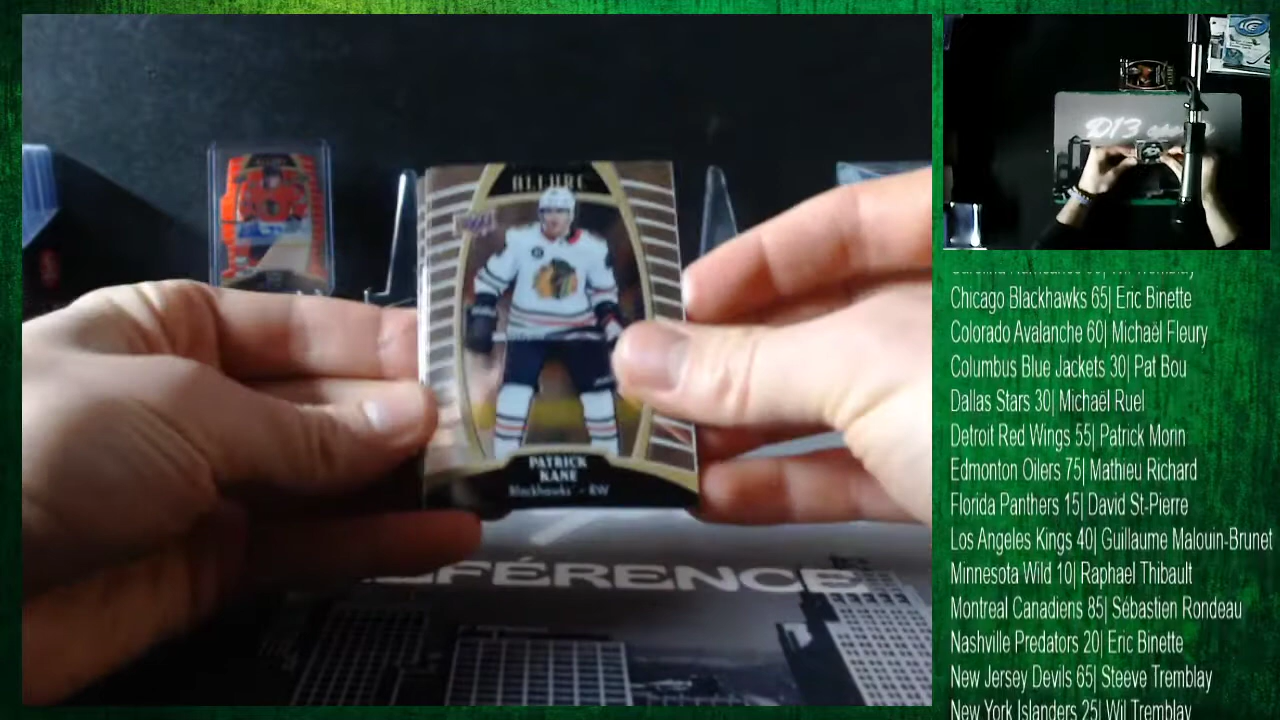 ALLURE
PATRICK
KANE
Blackhawks - RW
RÉFÉRENCE
D13
Chicago Blackhawks 65| Eric Binette
Colorado Avalanche 60| Michaël Fleury
Columbus Blue Jackets 30| Pat Bou
Dallas Stars 30| Michaël Ruel
Detroit Red Wings 55| Patrick Morin
Edmonton Oilers 75| Mathieu Richard
Florida Panthers 15| David St-Pierre
Los Angeles Kings 40| Guillaume Malouin-Brunet
Minnesota Wild 10| Raphael Thibault
Montreal Canadiens 85| Sébastien Rondeau
Nashville Predators 20| Eric Binette
New Jersey Devils 65| Steeve Tremblay
New York Islanders 25| Wil Tremblay